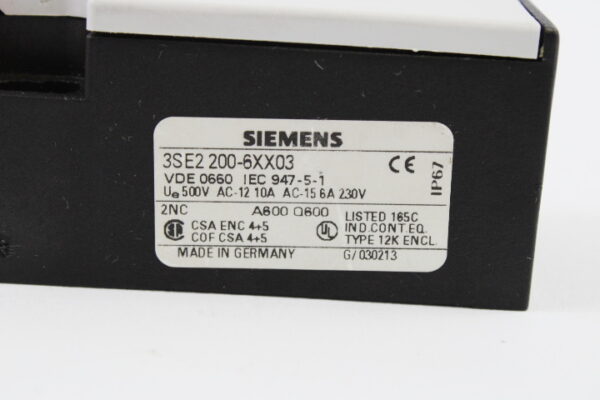 SIEMENS
3SE2 200-6XX03
CE
IP67
VDE 0660 IEC 947-5-1
Ue 500V AC-12 10A AC-15 6A 230V
2NC A600 Q600 LISTED 165C
CSA ENC 4+5 UL IND.CONT.EQ.
COF CSA 4+5 TYPE 12K ENCL.
MADE IN GERMANY G/030213